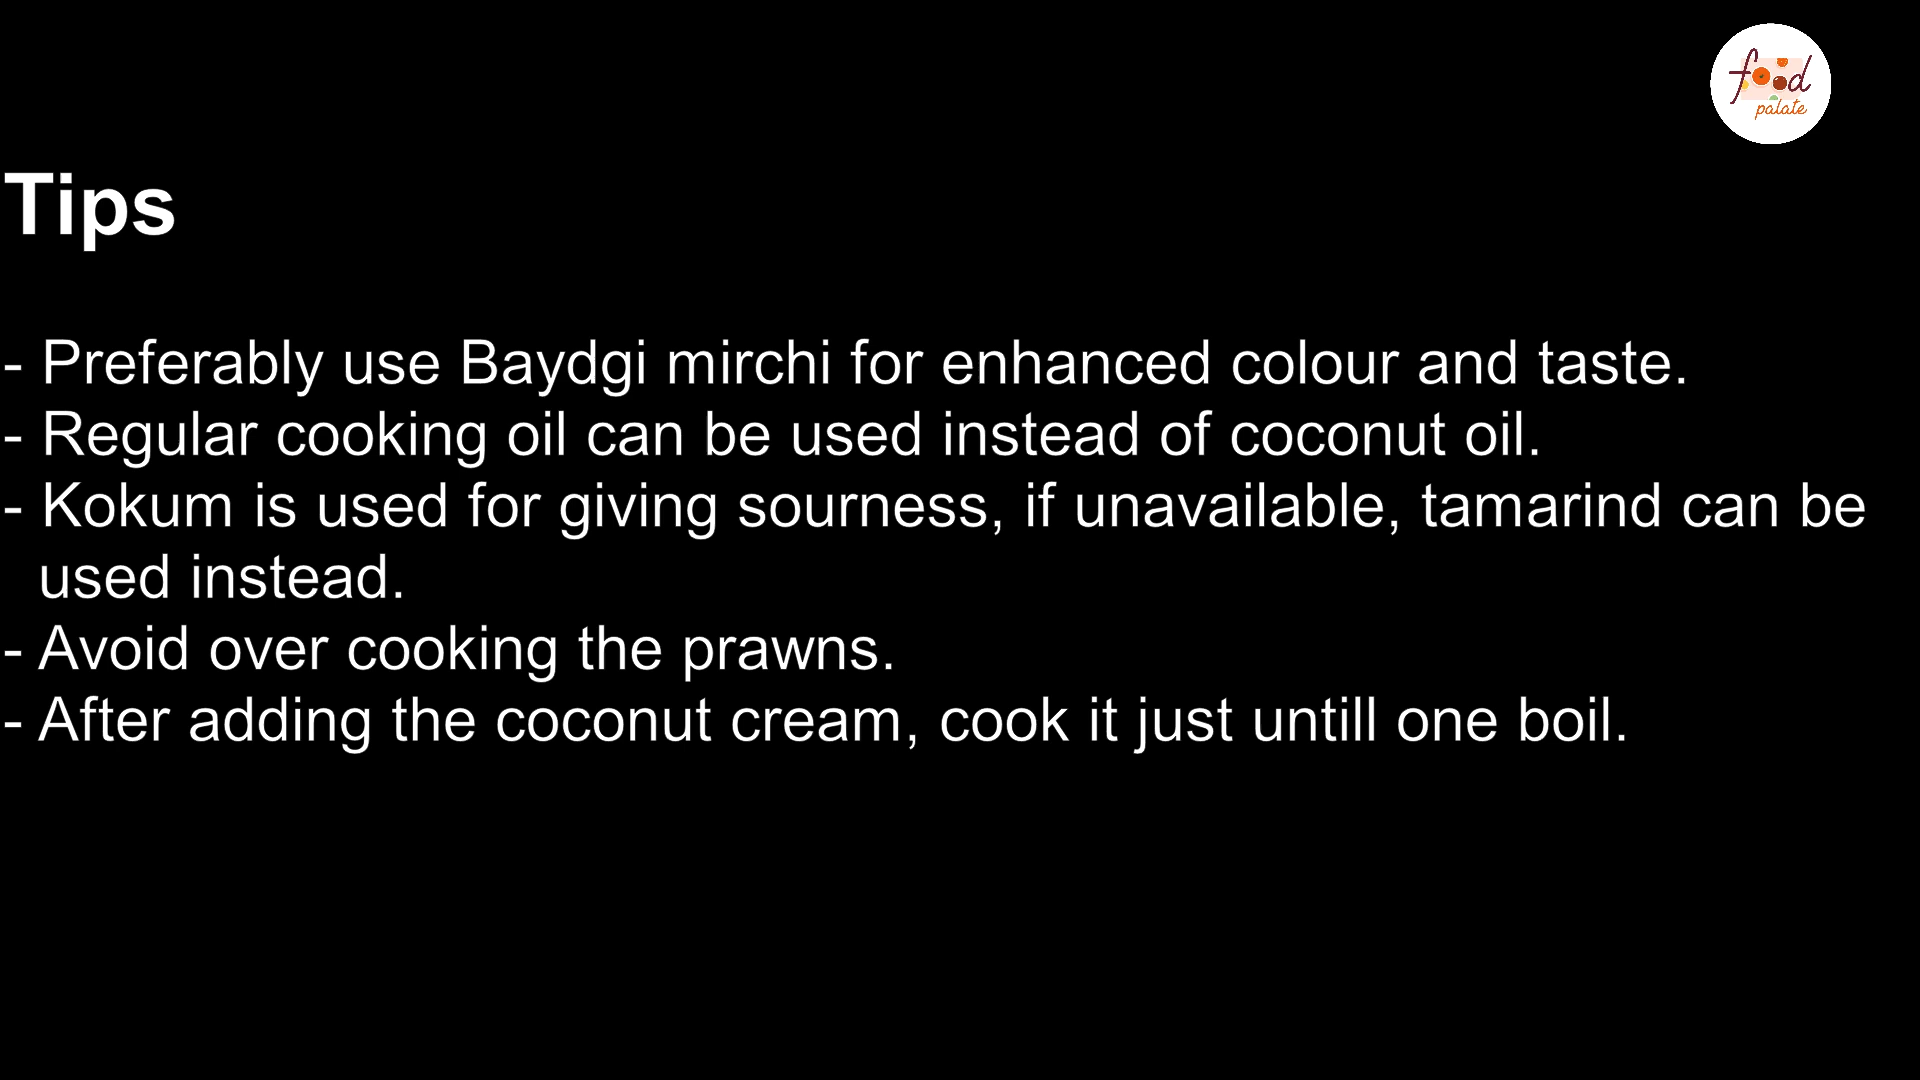 food
palate
Tips
- Preferably use Baydgi mirchi for enhanced colour and taste.
- Regular cooking oil can be used instead of coconut oil.
- Kokum is used for giving sourness, if unavailable, tamarind can be
used instead.
- Avoid over cooking the prawns.
- After adding the coconut cream, cook it just untill one boil.